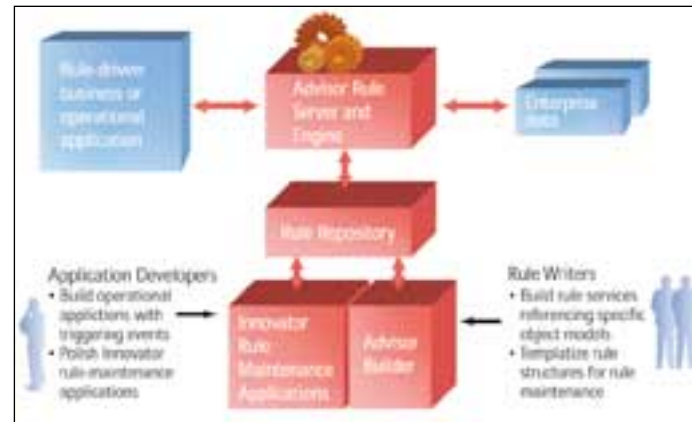 Rule-driven
business or
operational
application
Advisor Rule
Server and
Engine
Enterprise
data
Rule Repository
Application Developers
• Build operational
applictions with
triggering events
• Polish Innovator
rule-maintenance
applications
Innovator
Rule
Maintenance
Applications
Advisor
Builder
Rule Writers
• Build rule services
referencing specific
object models
• Templatize rule
structures for rule
maintenance